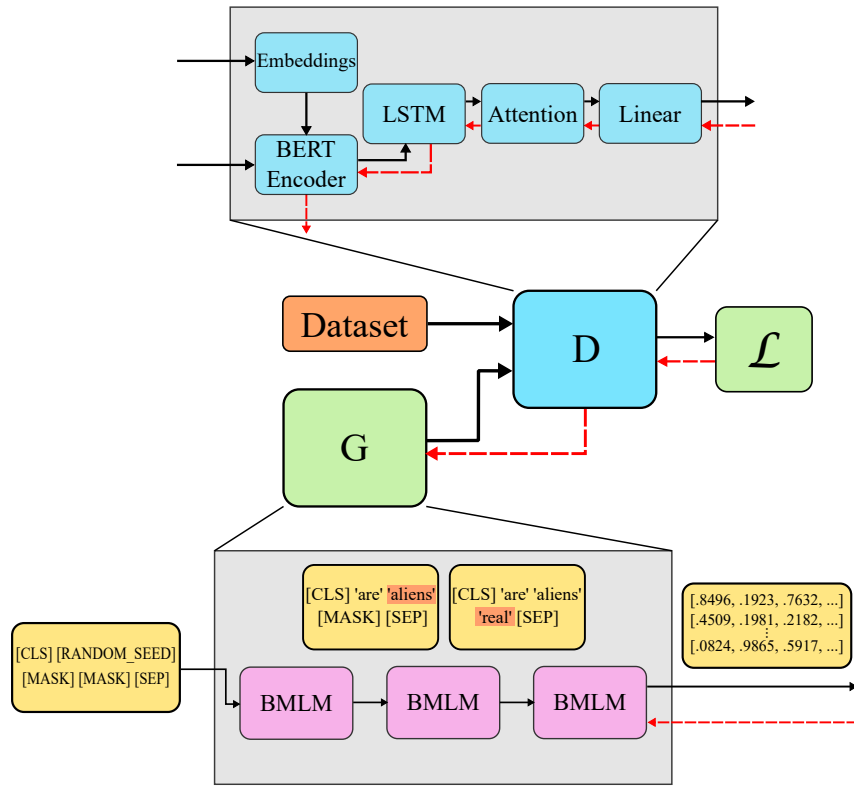 Embeddings
LSTM
Attention
Linear
BERT
Encoder
Dataset
D
ℒ
G
[CLS] 'are' 'aliens'
[MASK] [SEP]
[CLS] 'are' 'aliens'
'real' [SEP]
[.8496, .1923, .7632, ...]
[.4509, .1981, .2182, ...]
⋮
[.0824, .9865, .5917, ...]
[CLS] [RANDOM_SEED]
[MASK] [MASK] [SEP]
BMLM
BMLM
BMLM